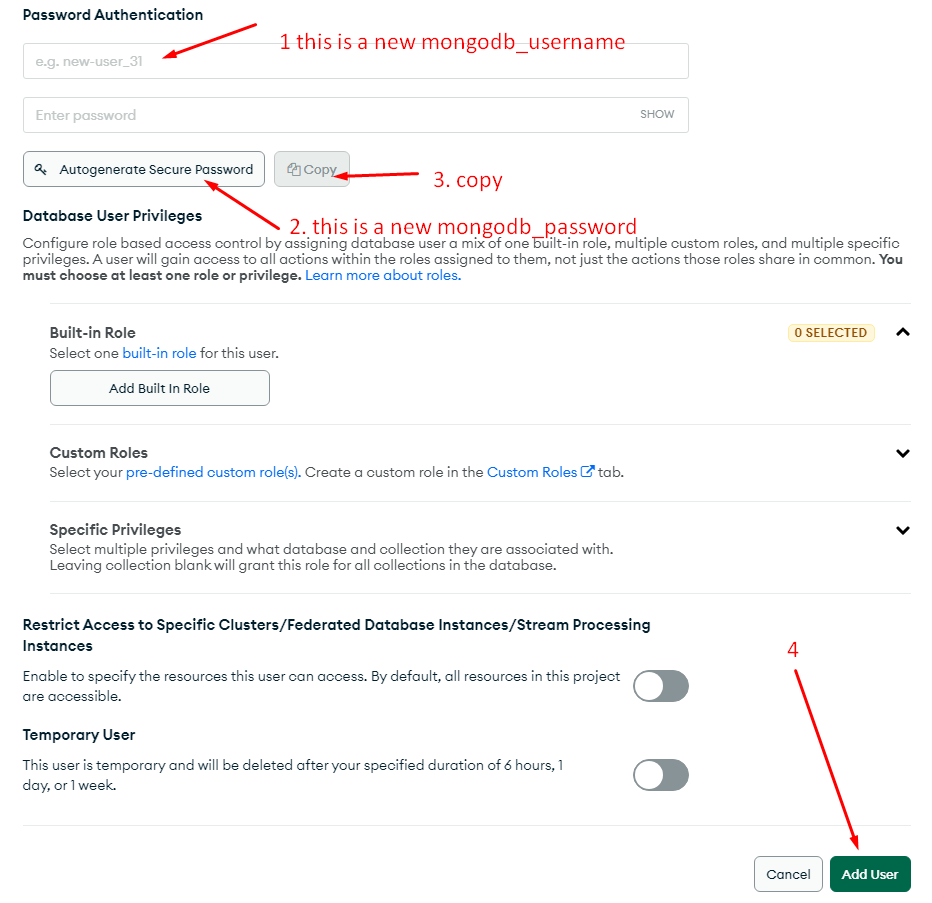 Password Authentication
1 this is a new mongodb_username
e.g. new-user_31
Enter password
SHOW
Autogenerate Secure Password
Copy
3. copy
Database User Privileges
2. this is a new mongodb_password
Configure role based access control by assigning database user a mix of one built-in role, multiple custom roles, and multiple specific
privileges. A user will gain access to all actions within the roles assigned to them, not just the actions those roles share in common. You
must choose at least one role or privilege. Learn more about roles.
Built-in Role
0 SELECTED
Select one built-in role for this user.
Add Built In Role
Custom Roles
Select your pre-defined custom role(s). Create a custom role in the Custom Roles tab.
Specific Privileges
Select multiple privileges and what database and collection they are associated with.
Leaving collection blank will grant this role for all collections in the database.
Restrict Access to Specific Clusters/Federated Database Instances/Stream Processing
Instances
4
Enable to specify the resources this user can access. By default, all resources in this project
are accessible.
Temporary User
This user is temporary and will be deleted after your specified duration of 6 hours, 1
day, or 1 week.
Cancel
Add User